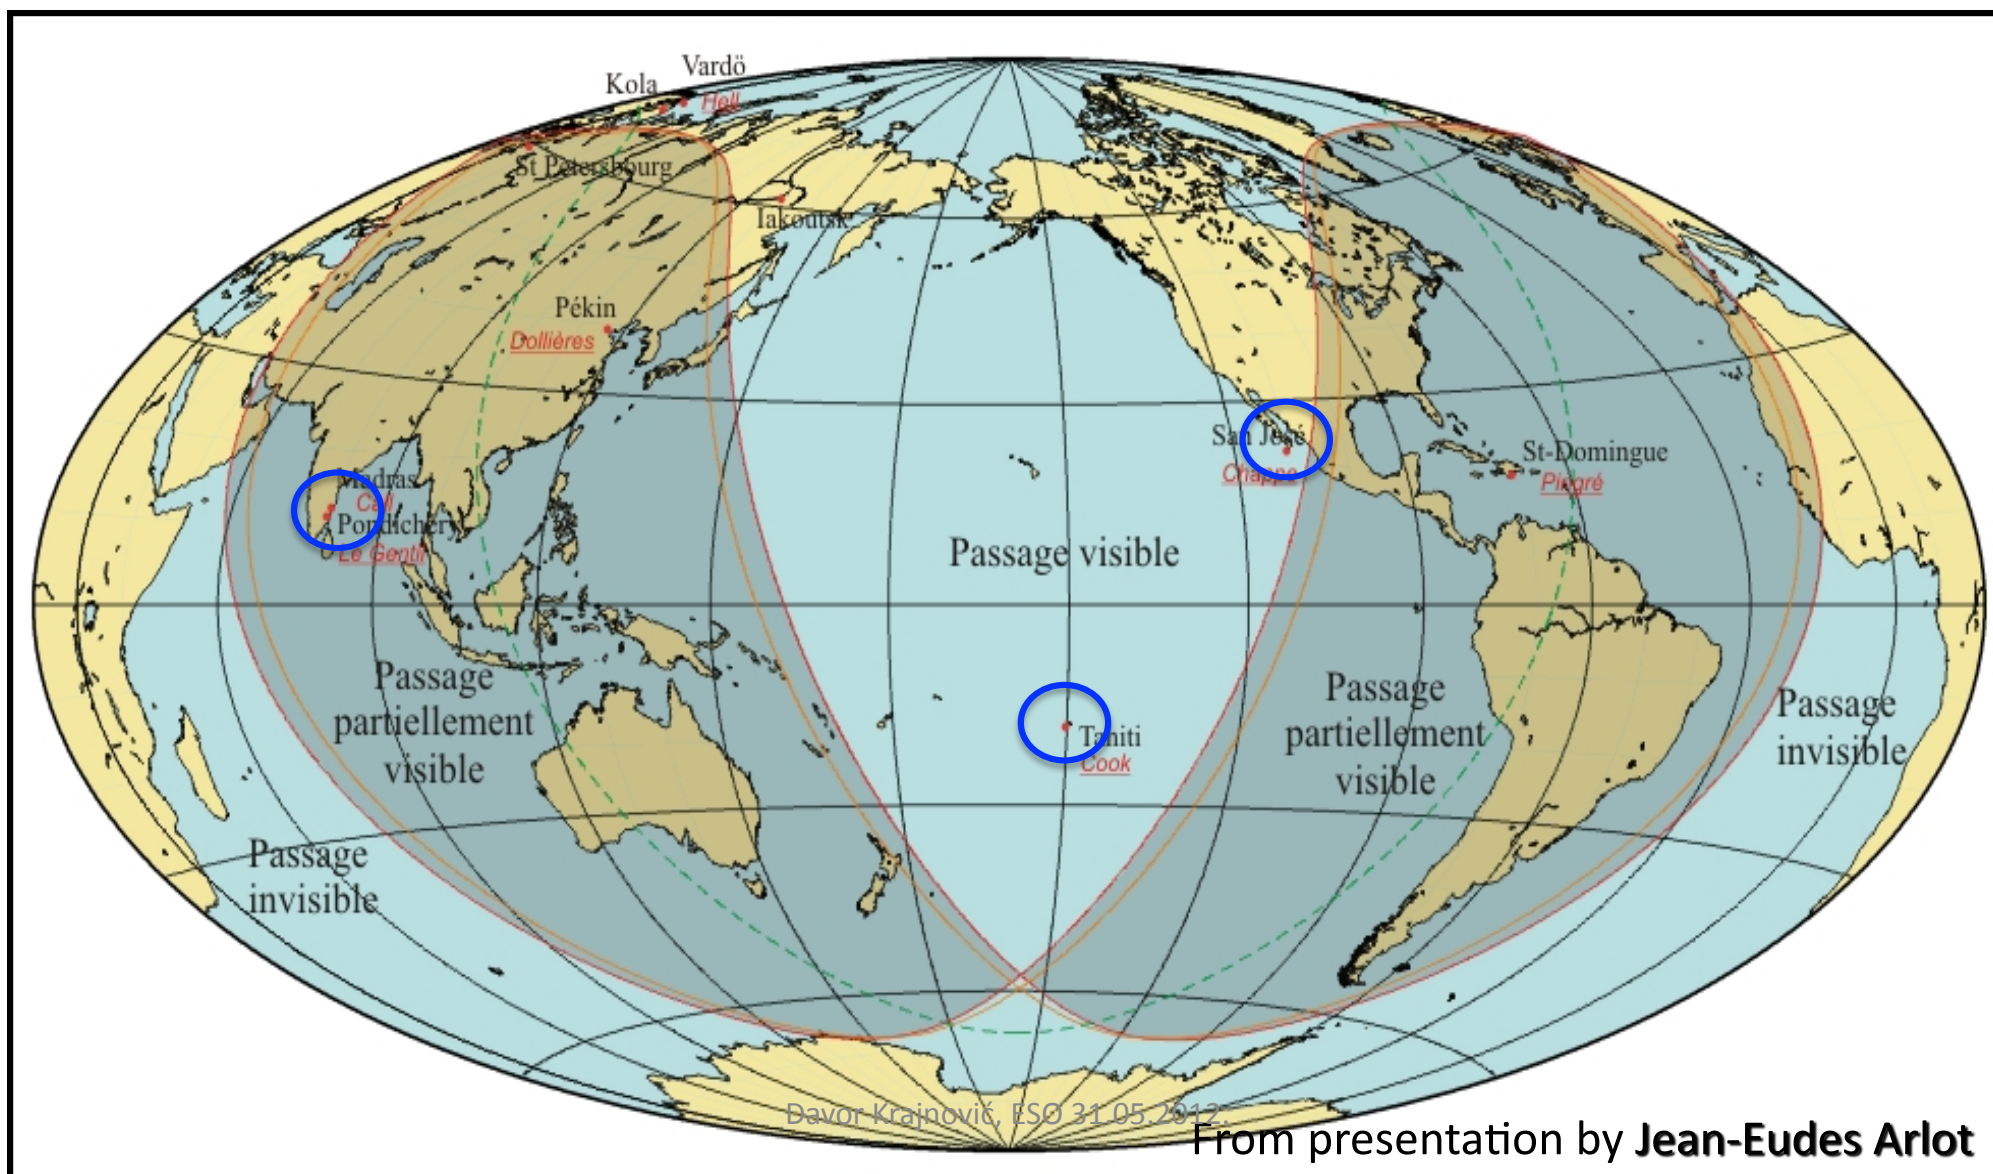 Vardö
Kola
Hell
St Petersbourg
Iakoutsk
Pékin
Dollières
San José
Chappe
St-Domingue
Pingré
Madras
Call
Pondichéry
Le Gentil
Passage visible
Passage
partiellement
visible
Passage
partiellement
visible
Passage
invisible
Tahiti
Cook
Passage
invisible
Davor Krajnović, ESO 31.05.2012.
From presentation by Jean-Eudes Arlot